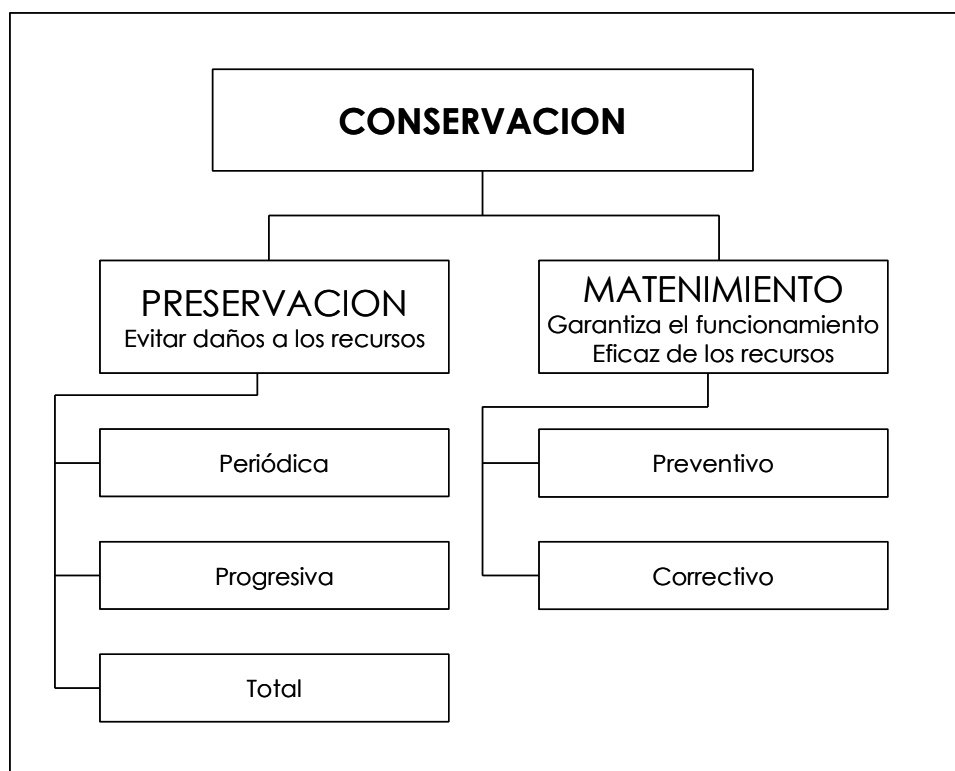 CONSERVACION
PRESERVACION
Evitar daños a los recursos
MATENIMIENTO
Garantiza el funcionamiento
Eficaz de los recursos
Periódica
Progresiva
Total
Preventivo
Correctivo